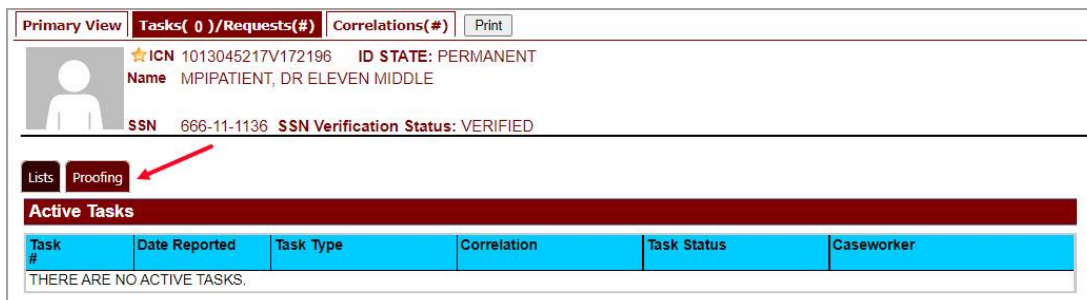 Primary View Tasks( 0 )/Requests(#) Correlations(#) Print
ICN 1013045217V172196 ID STATE: PERMANENT
Name MPIPATIENT, DR ELEVEN MIDDLE
SSN 666-11-1136 SSN Verification Status: VERIFIED
Lists Proofing
Active Tasks
Task # Date Reported Task Type Correlation Task Status Caseworker
THERE ARE NO ACTIVE TASKS.